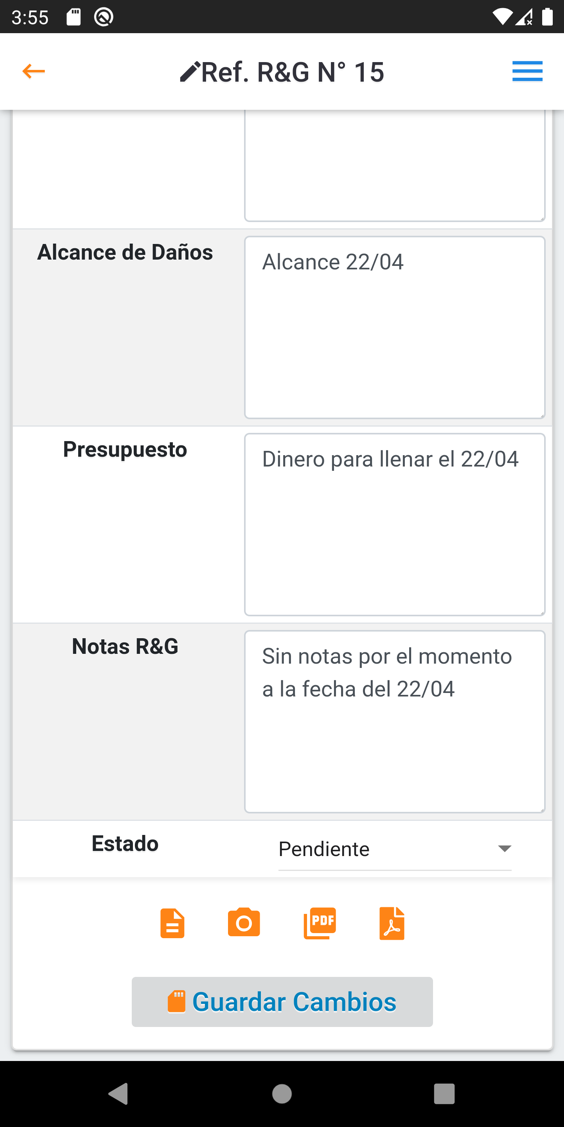 3:55
Ref. R&G N° 15
Alcance de Daños
Alcance 22/04
Presupuesto
Dinero para llenar el 22/04
Notas R&G
Sin notas por el momento
a la fecha del 22/04
Estado
Pendiente
PDF
Guardar Cambios